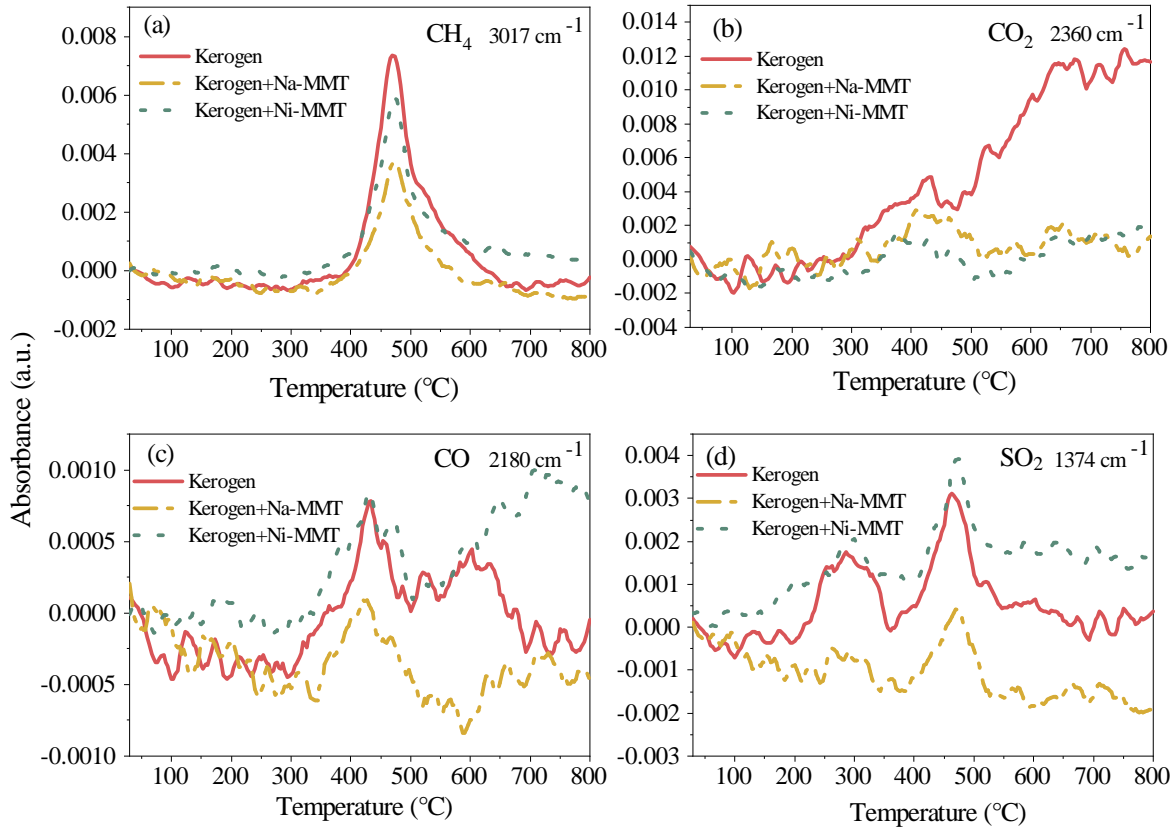 (a) CH₄ 3017 cm⁻¹
Kerogen
Kerogen+Na-MMT
Kerogen+Ni-MMT
0.008
0.006
0.004
0.002
0.000
-0.002
100 200 300 400 500 600 700 800
Temperature (°C)
(b) CO₂ 2360 cm⁻¹
Kerogen
Kerogen+Na-MMT
Kerogen+Ni-MMT
0.014
0.012
0.010
0.008
0.006
0.004
0.002
0.000
-0.002
-0.004
100 200 300 400 500 600 700 800
Temperature (°C)
Absorbance (a.u.)
(c) CO 2180 cm⁻¹
Kerogen
Kerogen+Na-MMT
Kerogen+Ni-MMT
0.0010
0.0005
0.0000
-0.0005
-0.0010
100 200 300 400 500 600 700 800
Temperature (°C)
(d) SO₂ 1374 cm⁻¹
Kerogen
Kerogen+Na-MMT
Kerogen+Ni-MMT
0.004
0.003
0.002
0.001
0.000
-0.001
-0.002
-0.003
100 200 300 400 500 600 700 800
Temperature (°C)